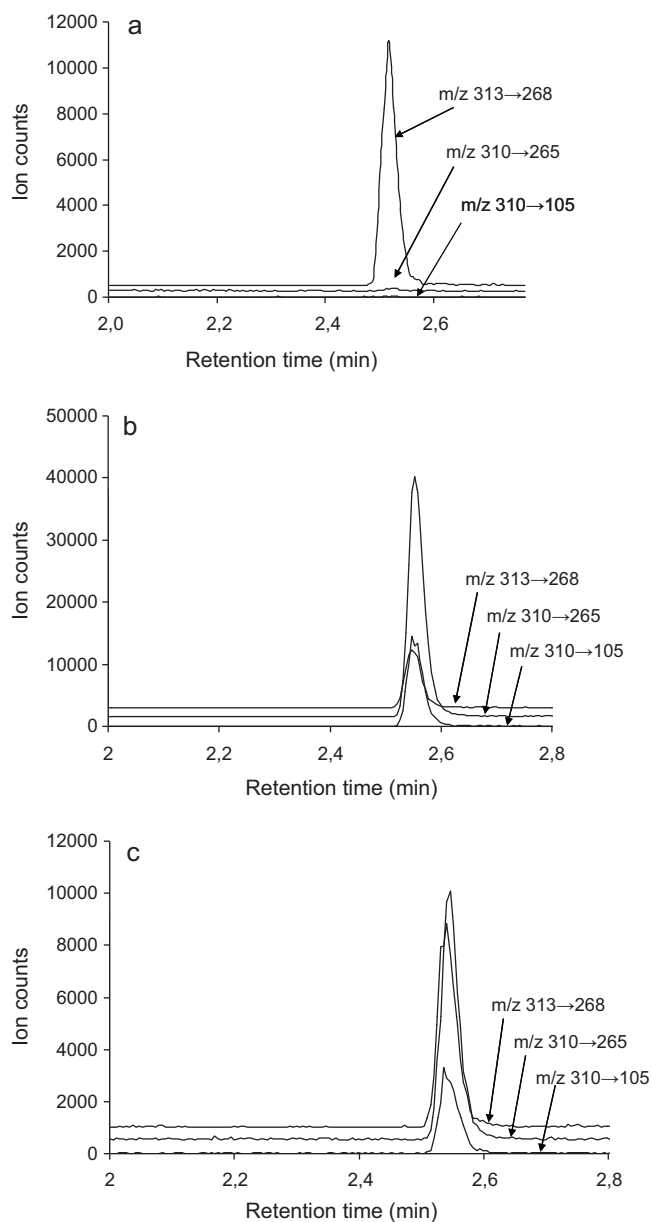 a
12000
10000
8000
6000
4000
2000
0
Ion counts
m/z 313→268
m/z 310→265
m/z 310→105
2,0 2,2 2,4 2,6
Retention time (min)
b
50000
40000
30000
20000
10000
0
Ion counts
m/z 313→268
m/z 310→265
m/z 310→105
2 2,2 2,4 2,6 2,8
Retention time (min)
c
12000
10000
8000
6000
4000
2000
0
Ion counts
m/z 313→268
m/z 310→265
m/z 310→105
2 2,2 2,4 2,6 2,8
Retention time (min)